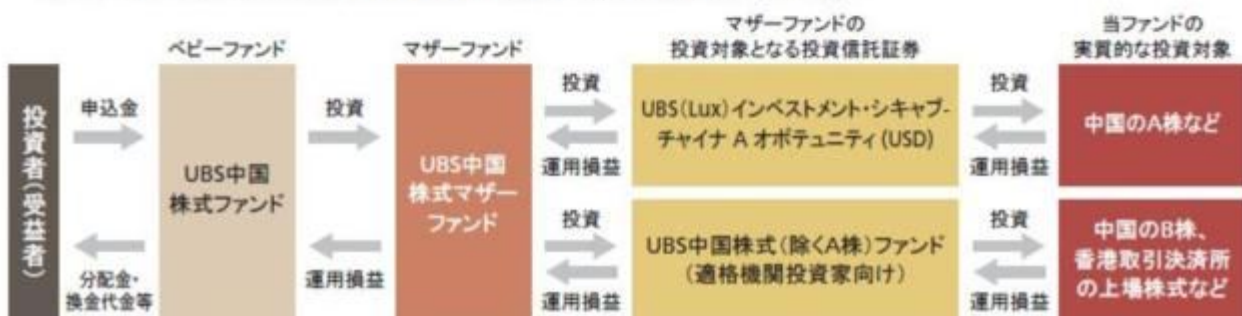 ベビーファンド
マザーファンド
マザーファンドの
投資対象となる投資信託証券
当ファンドの
実質的な投資対象
投資者(受益者)
申込金
分配金・
換金代金等
UBS中国
株式ファンド
投資
運用損益
UBS中国
株式マザー
ファンド
投資
運用損益
UBS(Lux)インベストメント・シキャブ-
チャイナ A オポテュニティ(USD)
投資
運用損益
中国のA株など
投資
運用損益
UBS中国株式(除くA株)ファンド
(適格機関投資家向け)
投資
運用損益
中国のB株、
香港取引決済所
の上場株式など